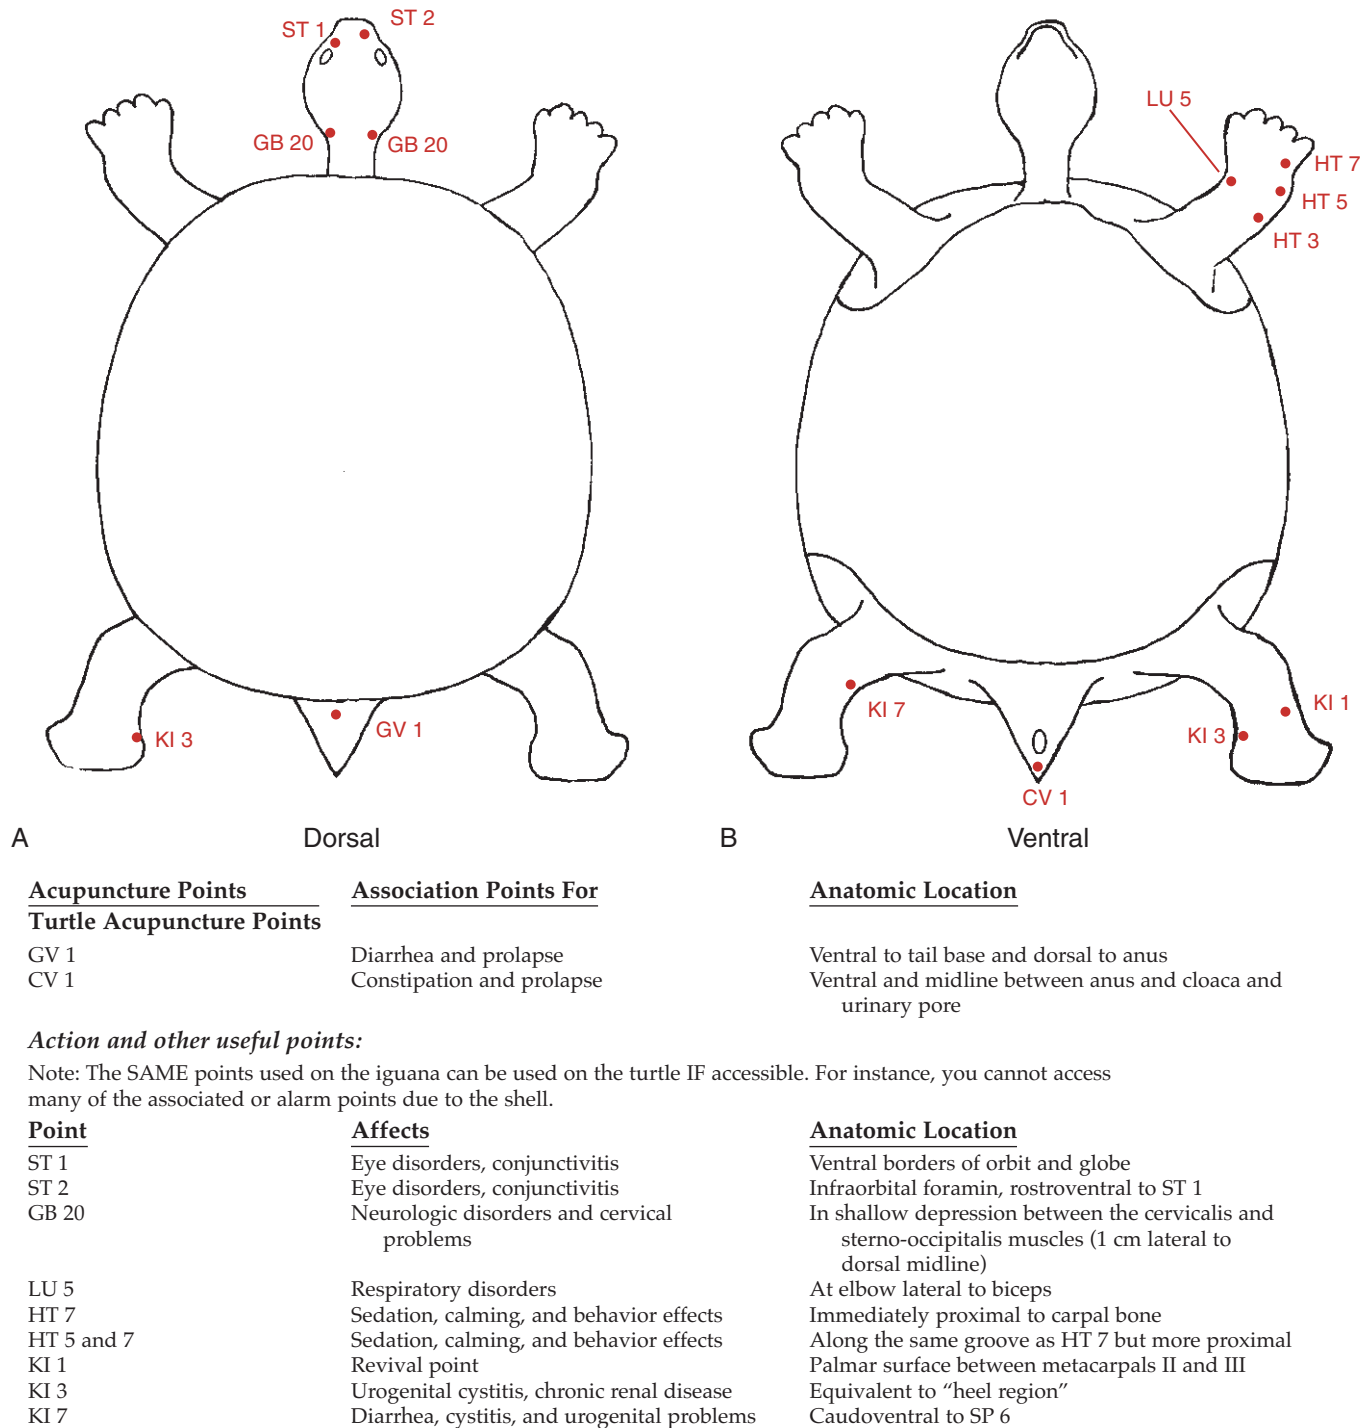 ST 1
ST 2
GB 20
GB 20
KI 3
GV 1
LU 5
HT 7
HT 5
HT 3
KI 7
KI 1
KI 3
CV 1
A
Dorsal
B
Ventral
Acupuncture Points Association Points For Anatomic Location
Turtle Acupuncture Points
GV 1 Diarrhea and prolapse Ventral to tail base and dorsal to anus
CV 1 Constipation and prolapse Ventral and midline between anus and cloaca and
urinary pore
Action and other useful points:
Note: The SAME points used on the iguana can be used on the turtle IF accessible. For instance, you cannot access
many of the associated or alarm points due to the shell.
Point Affects Anatomic Location
ST 1 Eye disorders, conjunctivitis Ventral borders of orbit and globe
ST 2 Eye disorders, conjunctivitis Infraorbital foramin, rostroventral to ST 1
GB 20 Neurologic disorders and cervical In shallow depression between the cervicalis and
problems sterno-occipitalis muscles (1 cm lateral to
dorsal midline)
LU 5 Respiratory disorders At elbow lateral to biceps
HT 7 Sedation, calming, and behavior effects Immediately proximal to carpal bone
HT 5 and 7 Sedation, calming, and behavior effects Along the same groove as HT 7 but more proximal
KI 1 Revival point Palmar surface between metacarpals II and III
KI 3 Urogenital cystitis, chronic renal disease Equivalent to “heel region”
KI 7 Diarrhea, cystitis, and urogenital problems Caudoventral to SP 6